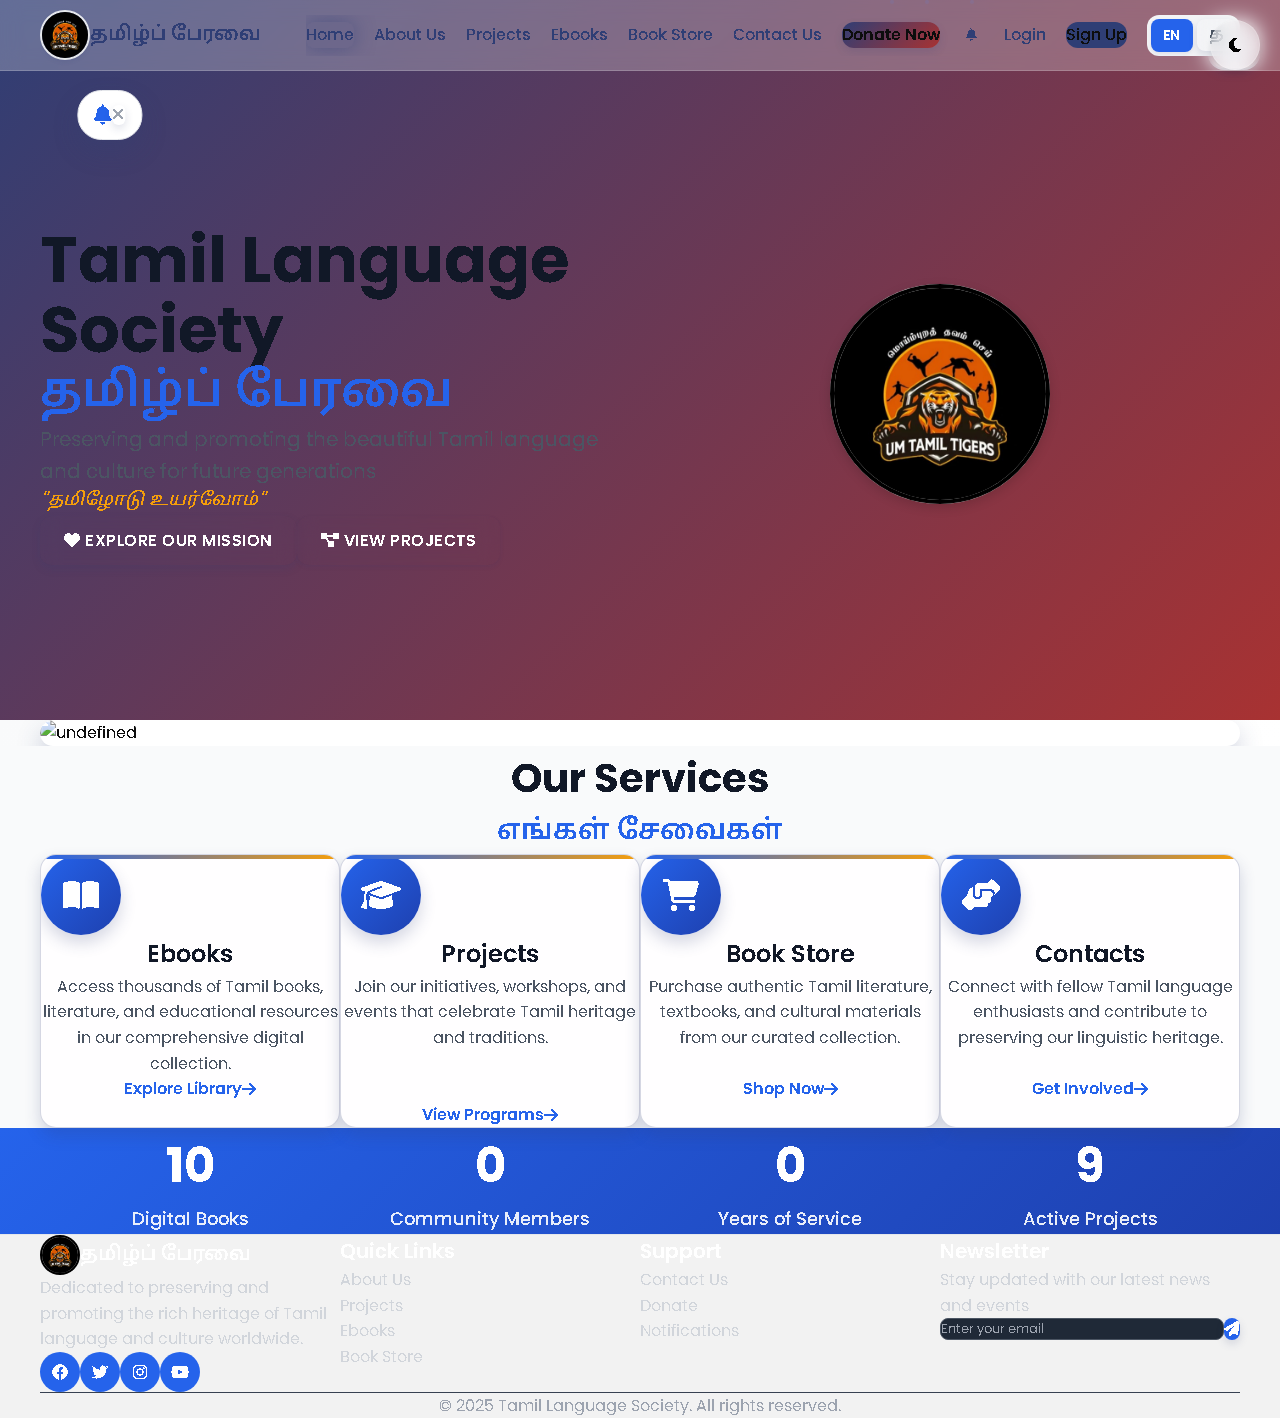 தமிழ்ப் பேரவை Home About Us Projects Ebooks Book Store Contact Us Donate Now Login Sign Up EN த
Tamil Language
Society
தமிழ்ப் பேரவை
Preserving and promoting the beautiful Tamil language
and culture for future generations
"தமிழோடு உயர்வோம்"
EXPLORE OUR MISSION VIEW PROJECTS
மொய்ம்புறத் தவம் செய்
UM TAMIL TIGERS
undefined
Our Services
எங்கள் சேவைகள்
Ebooks
Access thousands of Tamil books,
literature, and educational resources
in our comprehensive digital
collection.
Explore Library
Projects
Join our initiatives, workshops, and
events that celebrate Tamil heritage
and traditions.
View Programs
Book Store
Purchase authentic Tamil literature,
textbooks, and cultural materials
from our curated collection.
Shop Now
Contacts
Connect with fellow Tamil language
enthusiasts and contribute to
preserving our linguistic heritage.
Get Involved
10
Digital Books
0
Community Members
0
Years of Service
9
Active Projects
தமிழ்ப் பேரவை
Dedicated to preserving and
promoting the rich heritage of Tamil
language and culture worldwide.
Quick Links
About Us
Projects
Ebooks
Book Store
Support
Contact Us
Donate
Notifications
Newsletter
Stay updated with our latest news
and events
Enter your email
© 2025 Tamil Language Society. All rights reserved.